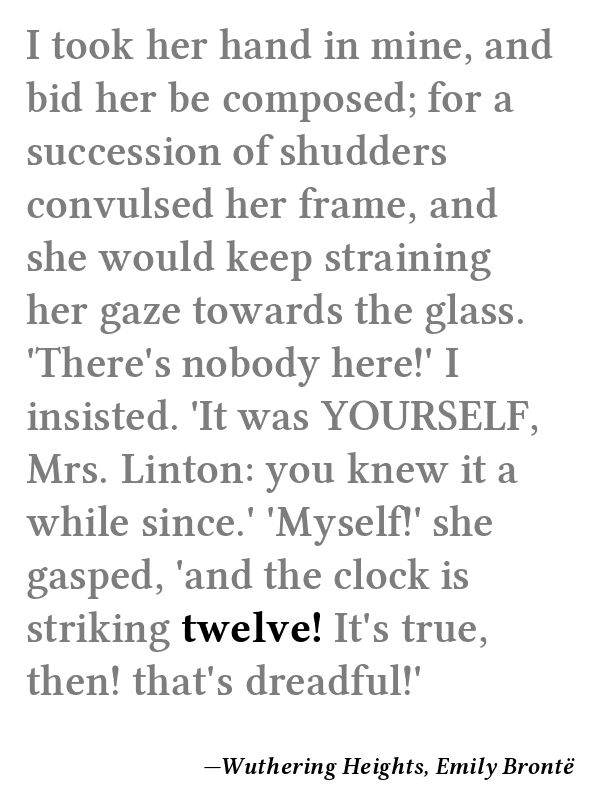 I took her hand in mine, and
bid her be composed; for a
succession of shudders
convulsed her frame, and
she would keep straining
her gaze towards the glass.
'There's nobody here!' I
insisted. 'It was YOURSELF,
Mrs. Linton: you knew it a
while since.' 'Myself!' she
gasped, 'and the clock is
striking twelve! It's true,
then! that's dreadful!'
—Wuthering Heights, Emily Brontë